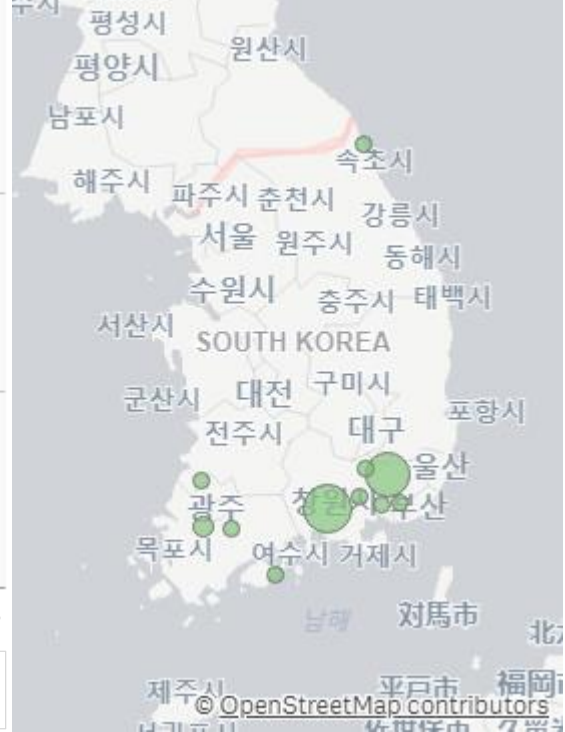 평성시
원산시
평양시
남포시
속초시
해주시
파주시 춘천시
강릉시
서울 원주시
동해시
수원시
충주시 태백시
서산시
SOUTH KOREA
구미시
군산시 대전
포항시
전주시 대구
울산
창원시 부산
광주
목포시 여수시 거제시
対馬市
남해
제주시 平戸市
© OpenStreetMap contributors